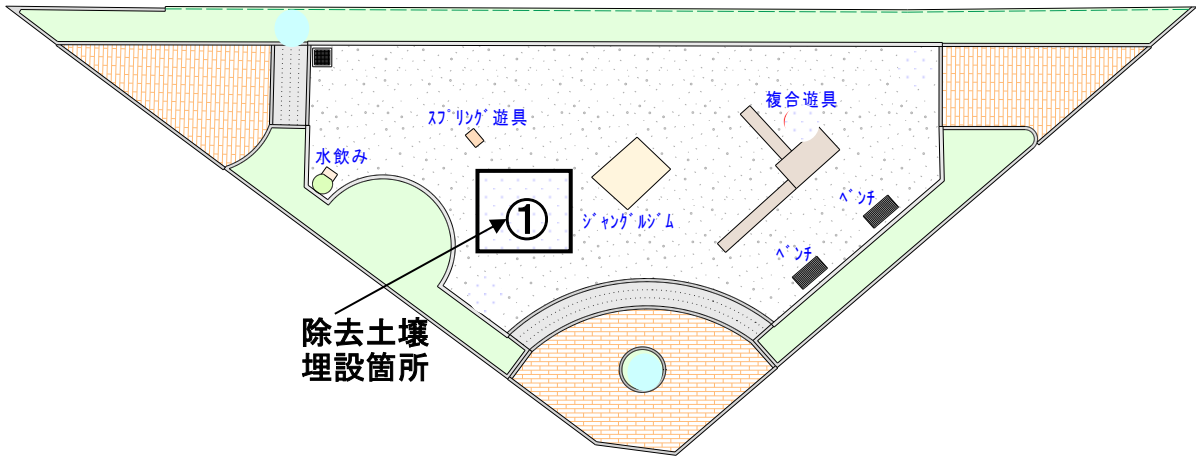 複合遊具
ｽﾌﾟﾘﾝｸﾞ遊具
水飲み
ﾍﾞﾝﾁ
①
ｼﾞｬﾝｸﾞﾙｼﾞﾑ
ﾍﾞﾝﾁ
除去土壌
埋設箇所